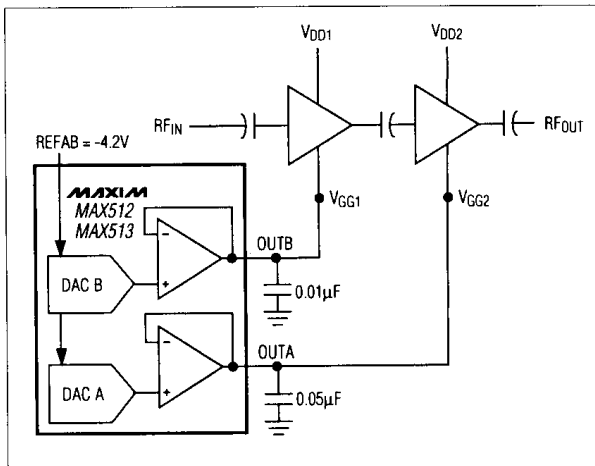 VDD1
VDD2
RFIN
RFOUT
REFAB = –4.2V
MAXIM
MAX512
MAX513
VGG1
VGG2
–
+
DAC B
OUTB
0.01µF
–
+
DAC A
OUTA
0.05µF